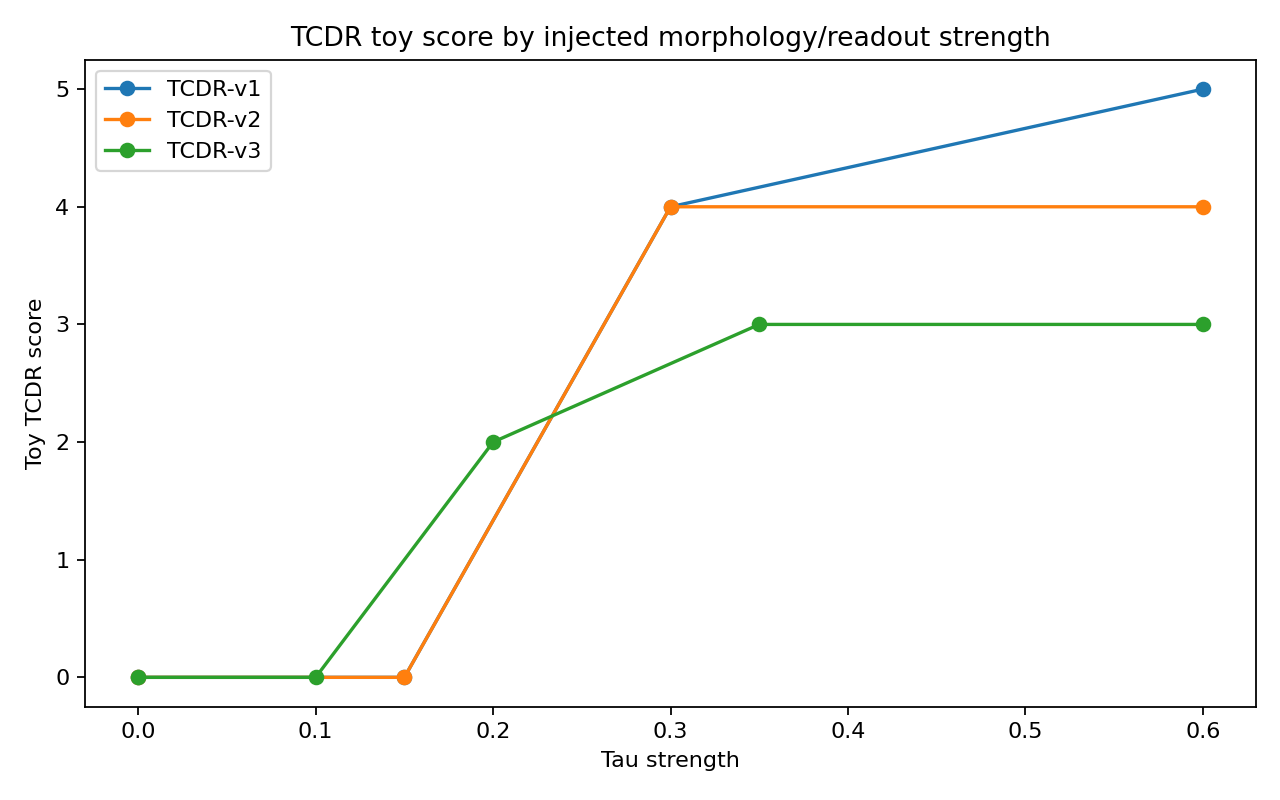 TCDR toy score by injected morphology/readout strength
TCDR-v1
TCDR-v2
TCDR-v3
Toy TCDR score
5
4
3
2
1
0
0.0 0.1 0.2 0.3 0.4 0.5 0.6
Tau strength